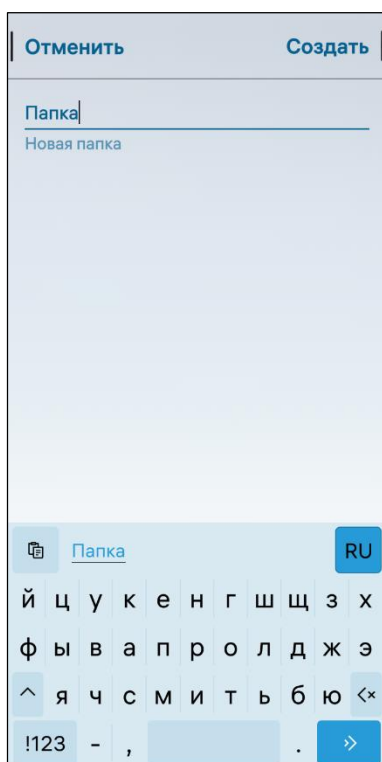 Отменить Создать
Папка
Новая папка
Папка RU
й ц у к е н г ш щ з х
ф ы в а п р о л д ж э
я ч с м и т ь б ю
!123 - , .